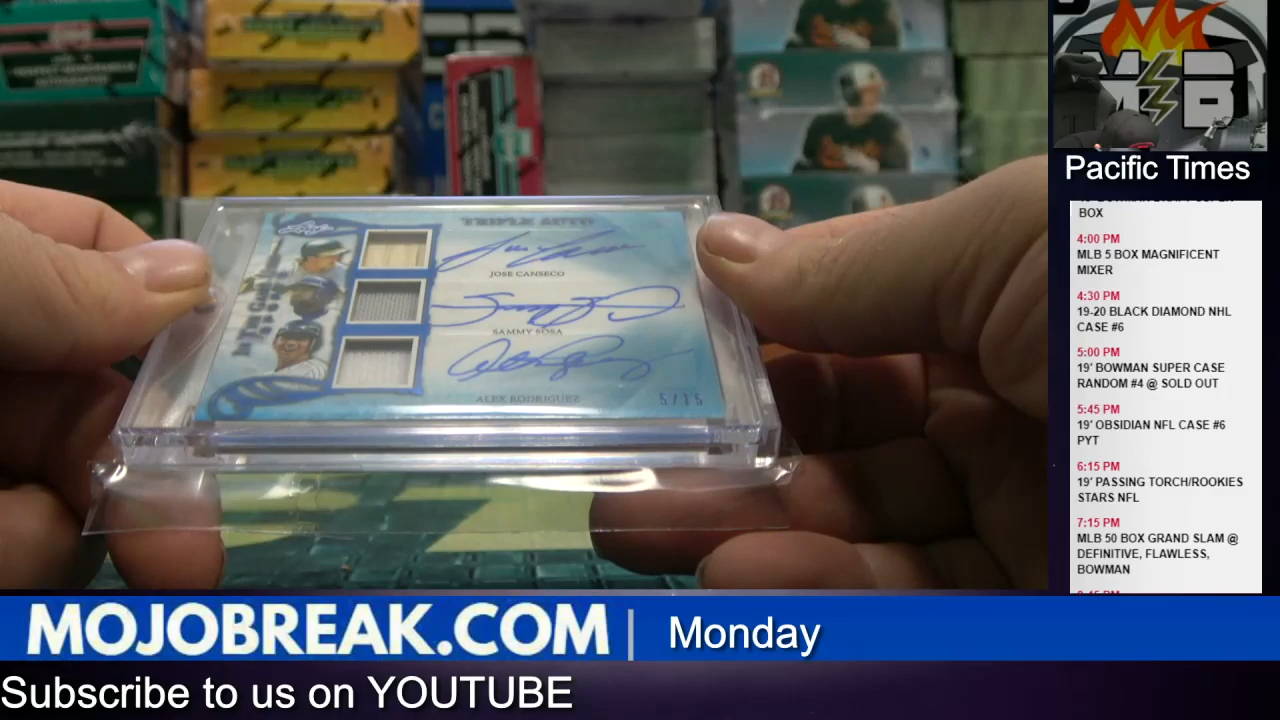 TRIPLE AUTO
Leaf
JOSE CANSECO
SAMMY SOSA
ALEX RODRIGUEZ
5/15
MB
Pacific Times
BOX
4:00 PM
MLB 5 BOX MAGNIFICENT
MIXER
4:30 PM
19-20 BLACK DIAMOND NHL
CASE #6
5:00 PM
19' BOWMAN SUPER CASE
RANDOM #4 @ SOLD OUT
5:45 PM
19' OBSIDIAN NFL CASE #6
PYT
6:15 PM
19' PASSING TORCH/ROOKIES
STARS NFL
7:15 PM
MLB 50 BOX GRAND SLAM @
DEFINITIVE, FLAWLESS,
BOWMAN
MOJOBREAK.COM | Monday
Subscribe to us on YOUTUBE